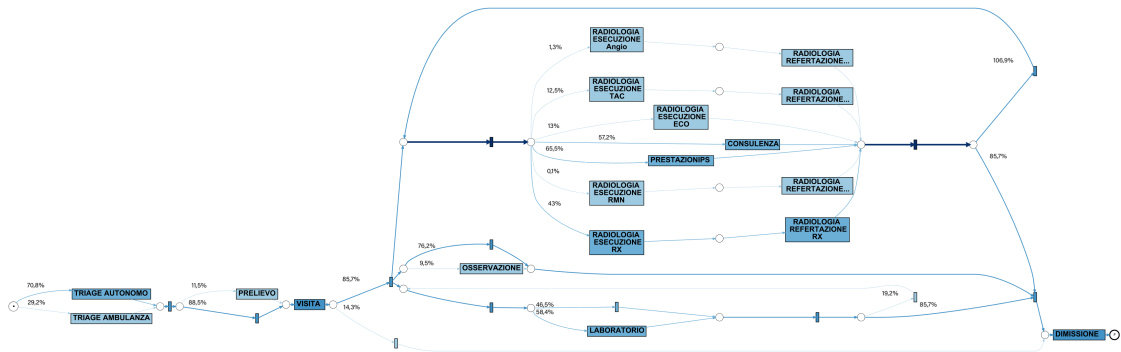 RADIOLOGIA
ESECUZIONE
Angio
1,3%
RADIOLOGIA
REFERTAZIONE...
106,9%
12,5%
RADIOLOGIA
ESECUZIONE
TAC
RADIOLOGIA
REFERTAZIONE...
13%
RADIOLOGIA
ESECUZIONE
ECO
57,2%
CONSULENZA
65,5%
PRESTAZIONIPS
85,7%
0,1%
RADIOLOGIA
ESECUZIONE
RMN
RADIOLOGIA
REFERTAZIONE...
43%
RADIOLOGIA
ESECUZIONE
RX
RADIOLOGIA
REFERTAZIONE
RX
76,2%
9,5%
OSSERVAZIONE
70,8%
TRIAGE AUTONOMO
11,5%
PRELIEVO
85,7%
19,2%
29,2%
TRIAGE AMBULANZA
88,5%
VISITA
14,3%
46,5%
58,4%
85,7%
LABORATORIO
DIMISSIONE